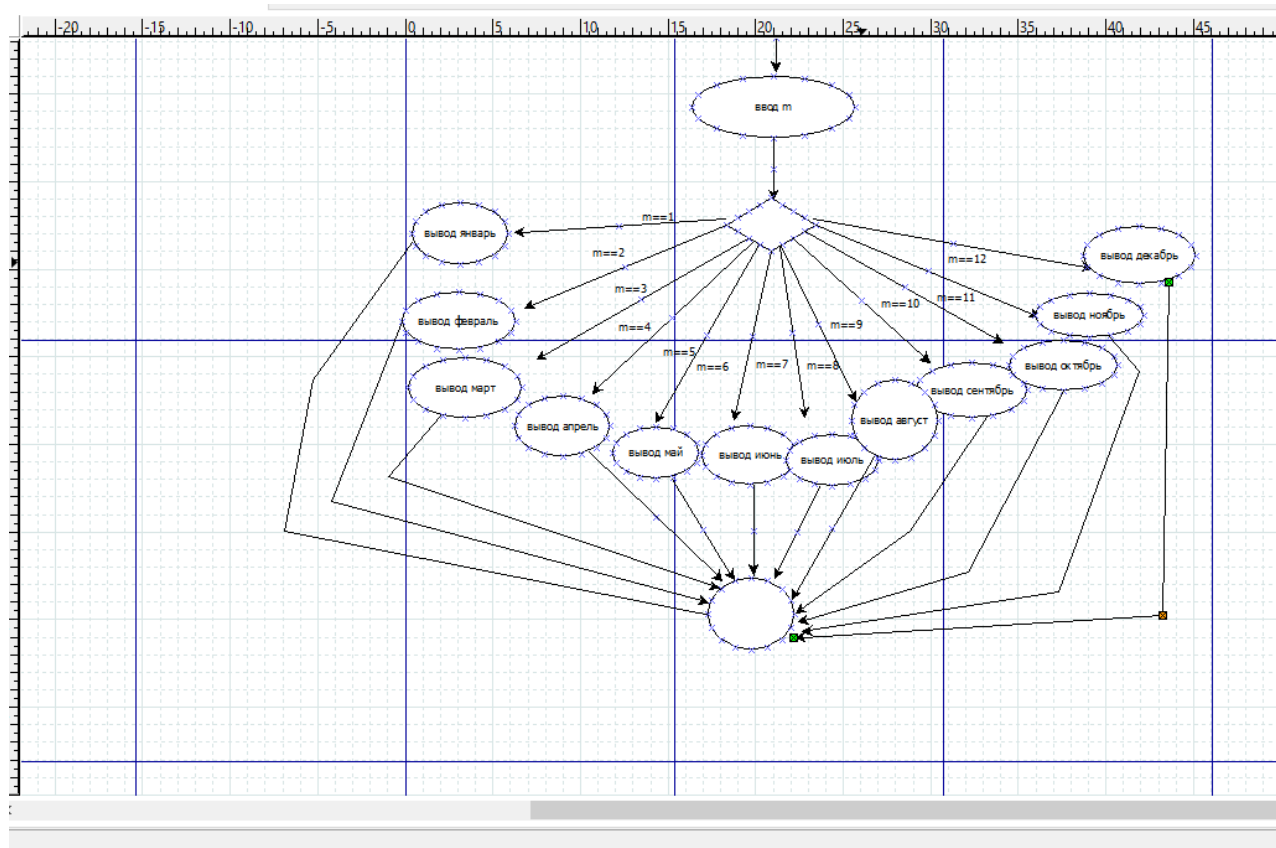 -20 -15 -10 -5 0 5 10 15 20 25 30 35 40 45
ввод m
m==1
вывод январь
m==2
m==12
вывод декабрь
m==3
m==11
m==10
вывод ноябрь
вывод февраль
m==4
m==9
m==5
m==6
m==7
m==8
вывод октябрь
вывод март
вывод сентябрь
вывод август
вывод апрель
вывод май
вывод июнь
вывод июль